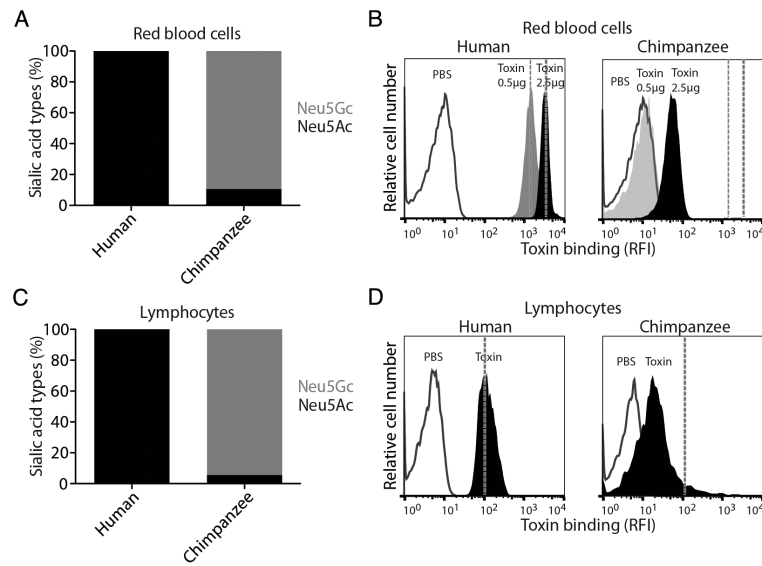 A
Red blood cells
Sialic acid types (%)
100
80
60
40
20
0
Human
Chimpanzee
Neu5Gc
Neu5Ac
B
Red blood cells
Human
Chimpanzee
Relative cell number
PBS
Toxin
0.5µg
Toxin
2.5µg
PBS
Toxin
0.5µg
Toxin
2.5µg
10⁰ 10¹ 10² 10³ 10⁴
10⁰ 10¹ 10² 10³ 10⁴
Toxin binding (RFI)
C
Lymphocytes
Sialic acid types (%)
100
80
60
40
20
0
Human
Chimpanzee
Neu5Gc
Neu5Ac
D
Lymphocytes
Human
Chimpanzee
Relative cell number
PBS
Toxin
PBS
Toxin
10⁰ 10¹ 10² 10³ 10⁴
10⁰ 10¹ 10² 10³ 10⁴
Toxin binding (RFI)